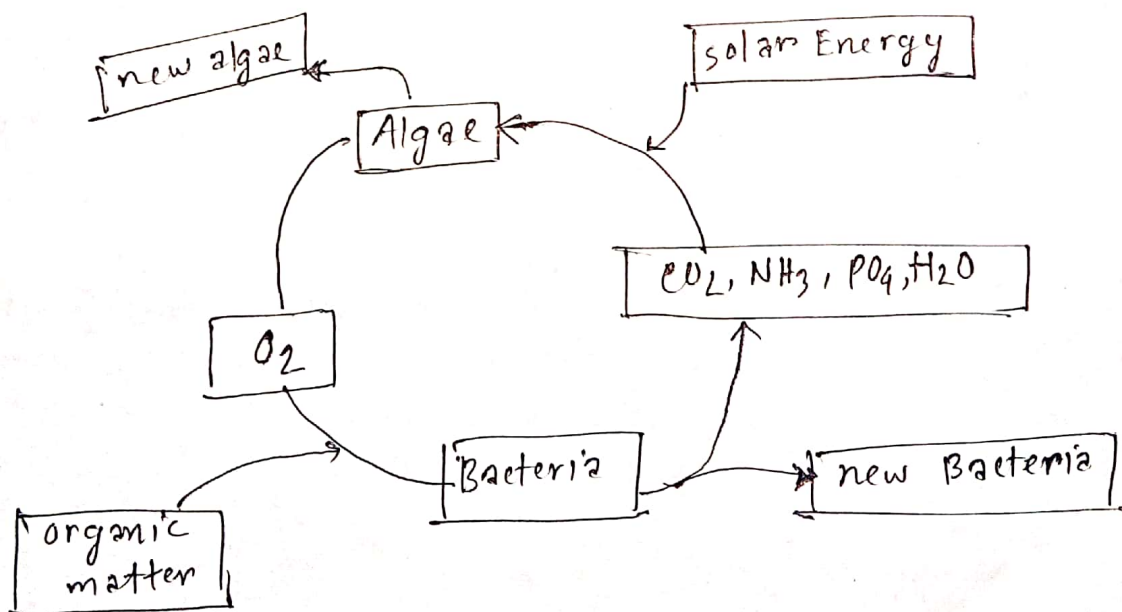 new algae
solar Energy
Algae
CO2, NH3, PO4, H2O
O2
Bacteria
new Bacteria
organic
matter